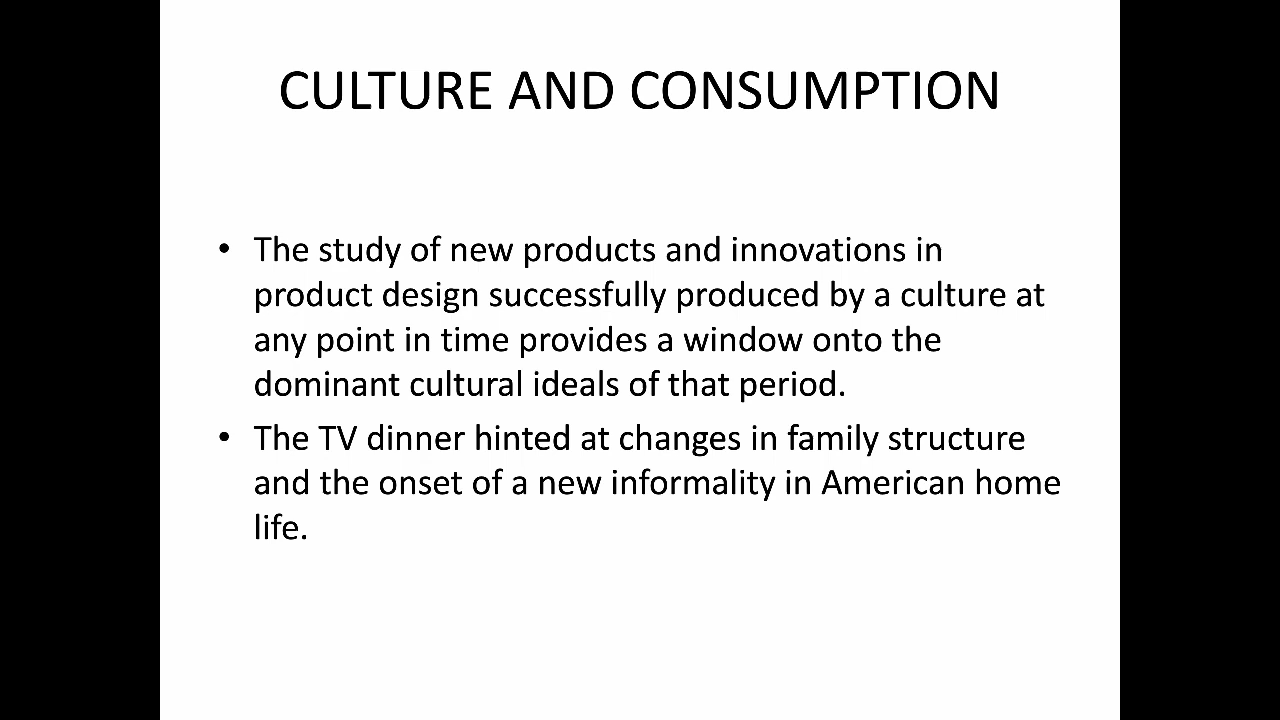 CULTURE AND CONSUMPTION
• The study of new products and innovations in
product design successfully produced by a culture at
any point in time provides a window onto the
dominant cultural ideals of that period.
• The TV dinner hinted at changes in family structure
and the onset of a new informality in American home
life.